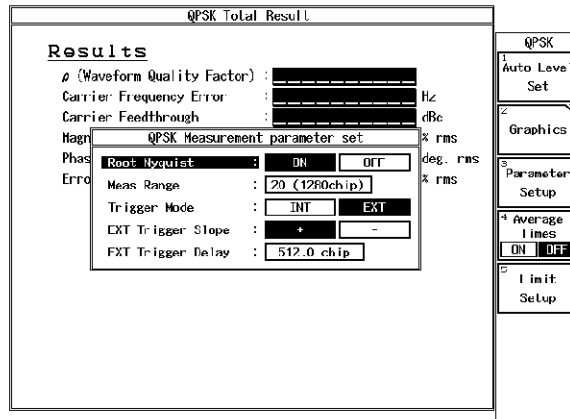 QPSK Total Result
Results
ρ (Waveform Quality Factor) :
Carrier Frequency Error : Hz
Carrier Feedthrough : dBc
Magn % rms
Phas deg. rms
Erro % rms
QPSK Measurement parameter set
Root Nyquist : ON OFF
Meas Range : 20 (1280chip)
Trigger Mode : INT EXT
EXT Trigger Slope : + -
EXT Trigger Delay : 512.0 chip
QPSK
1
Auto Level
Set
2
Graphics
3
Parameter
Setup
4 Average
Times
ON OFF
5
Limit
Setup